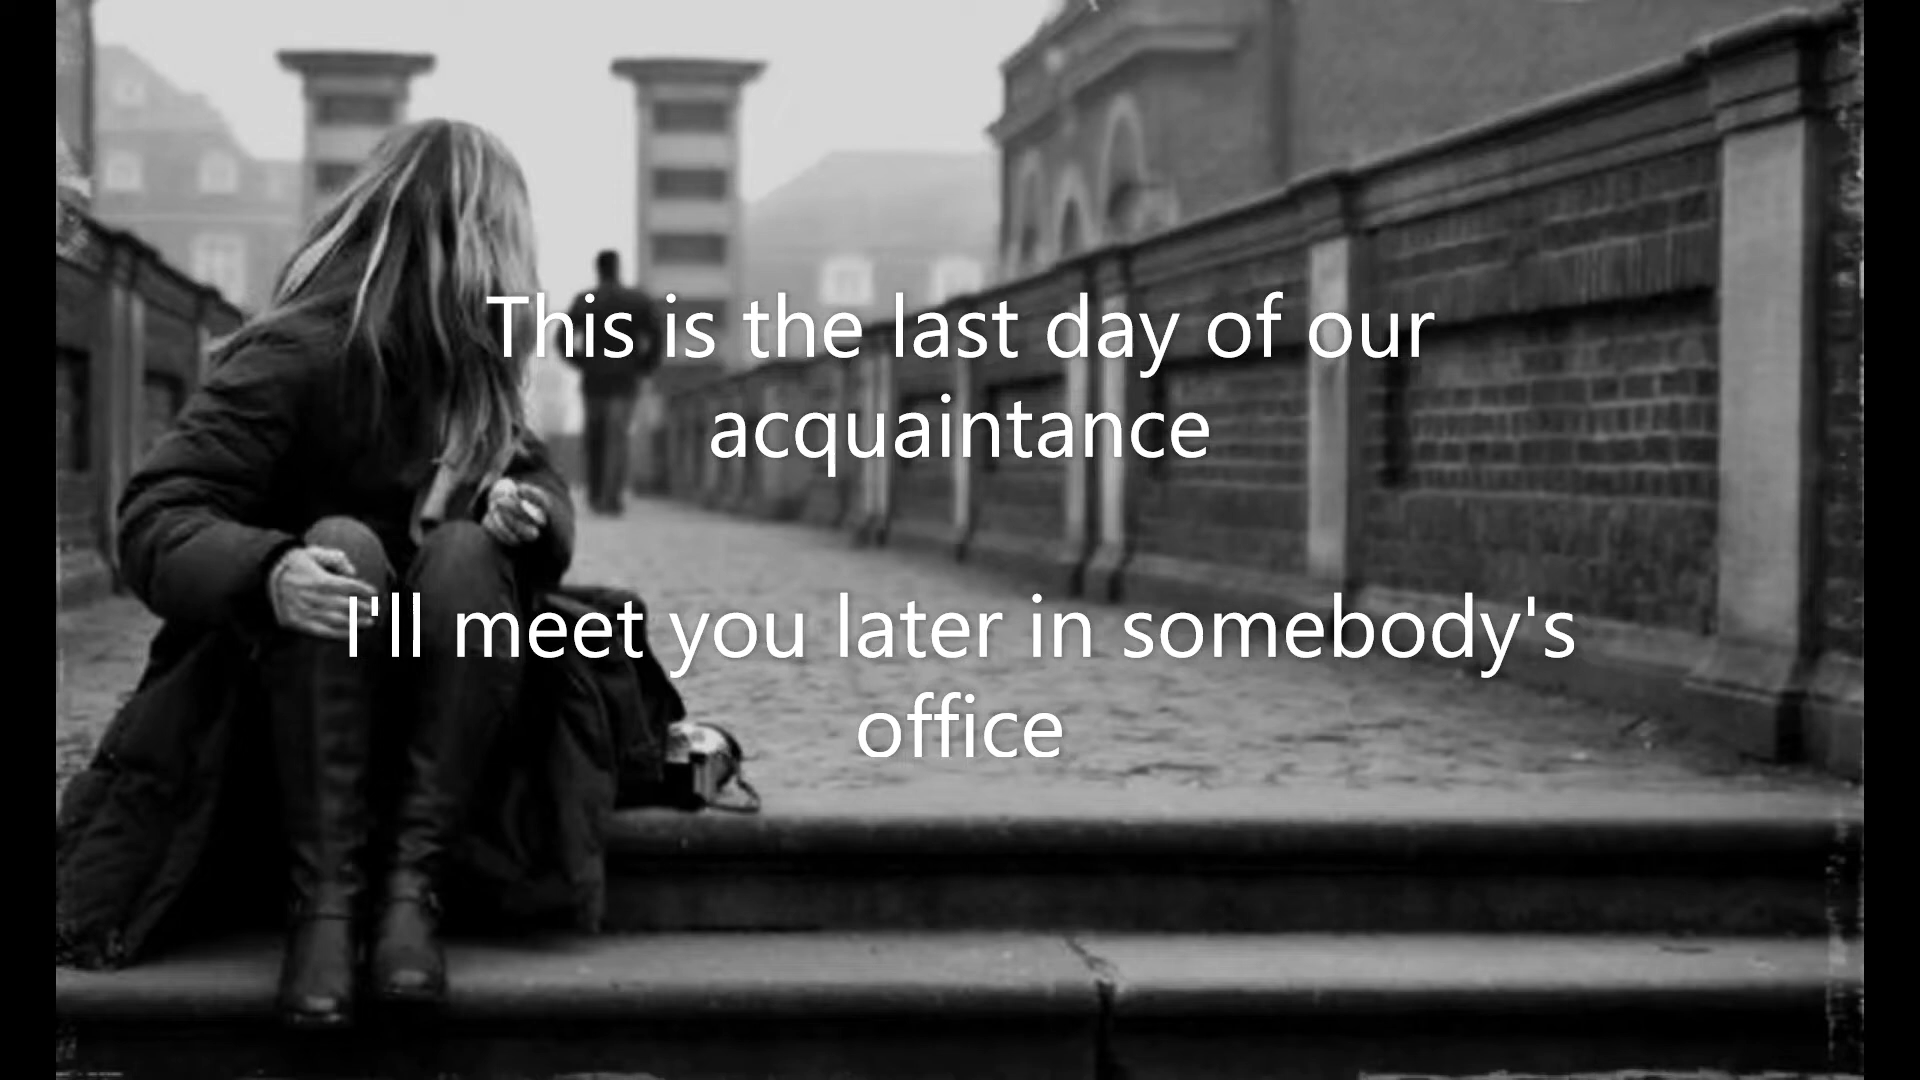 This is the last day of our
acquaintance
I'll meet you later in somebody's
office